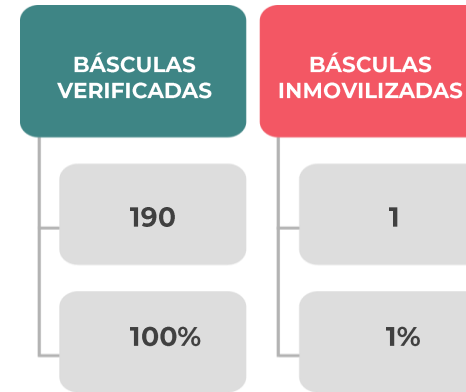 BÁSCULAS
VERIFICADAS
190
100%
BÁSCULAS
INMOVILIZADAS
1
1%